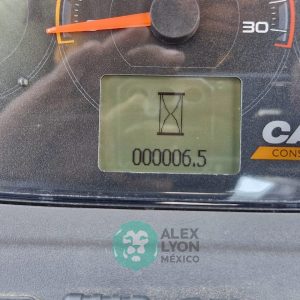 30
000006.5
CA
CONS
ALEX
LYON
MÉXICO